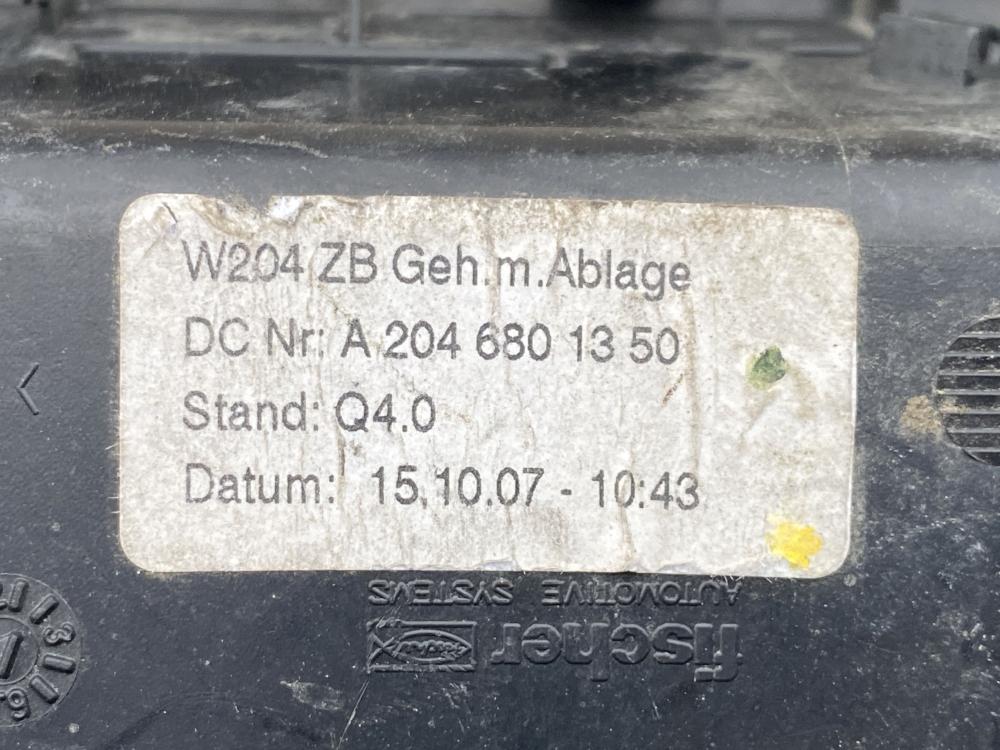 W204 ZB Geh.m.Ablage
DC Nr: A 204 680 13 50
Stand: Q4.0
Datum: 15.10.07 - 10:43
fischer
AUTOMOTIVE SYSTEMS